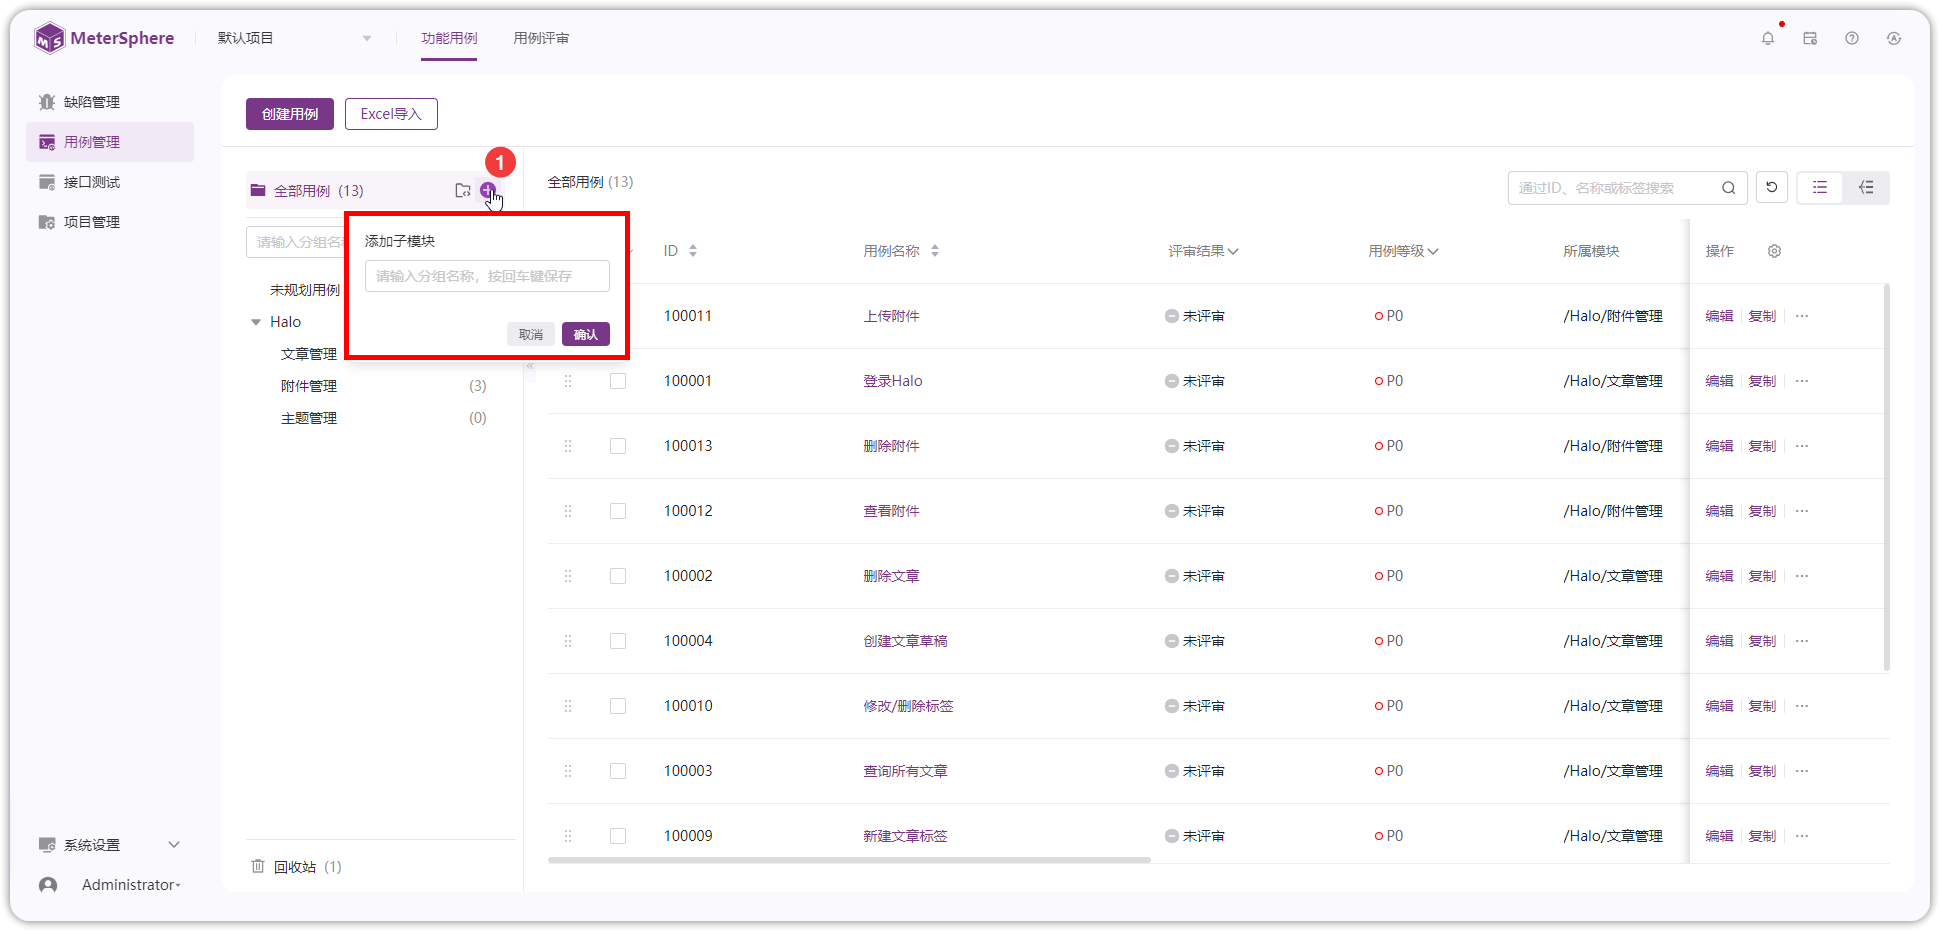 MeterSphere
默认项目
功能用例
用例评审
缺陷管理
用例管理
接口测试
项目管理
系统设置
Administrator
创建用例
Excel导入
1
全部用例 (13)
请输入分组名
添加子模块
请输入分组名称，按回车键保存
取消
确认
未规划用例
Halo
文章管理
附件管理 (3)
主题管理 (0)
回收站 (1)
全部用例 (13)
通过ID、名称或标签搜索
ID 用例名称 评审结果 用例等级 所属模块 操作
100011 上传附件 未评审 P0 /Halo/附件管理 编辑 复制 ···
100001 登录Halo 未评审 P0 /Halo/文章管理 编辑 复制 ···
100013 删除附件 未评审 P0 /Halo/附件管理 编辑 复制 ···
100012 查看附件 未评审 P0 /Halo/附件管理 编辑 复制 ···
100002 删除文章 未评审 P0 /Halo/文章管理 编辑 复制 ···
100004 创建文章草稿 未评审 P0 /Halo/文章管理 编辑 复制 ···
100010 修改/删除标签 未评审 P0 /Halo/文章管理 编辑 复制 ···
100003 查询所有文章 未评审 P0 /Halo/文章管理 编辑 复制 ···
100009 新建文章标签 未评审 P0 /Halo/文章管理 编辑 复制 ···